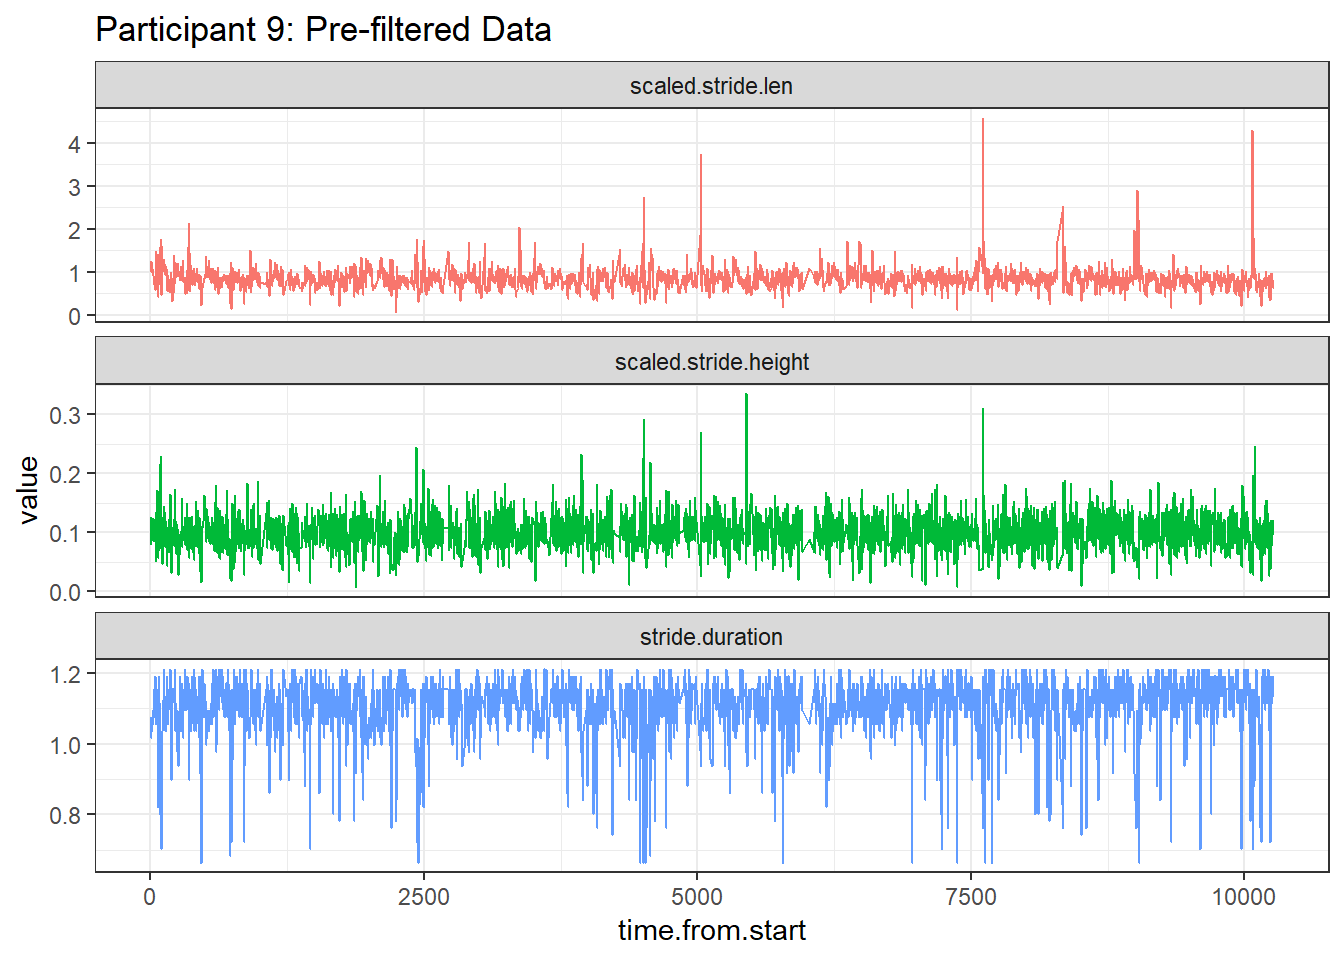 Participant 9: Pre-filtered Data
scaled.stride.len
4
3
2
1
0
scaled.stride.height
0.3
0.2
0.1
0.0
value
stride.duration
1.2
1.0
0.8
0 2500 5000 7500 10000
time.from.start